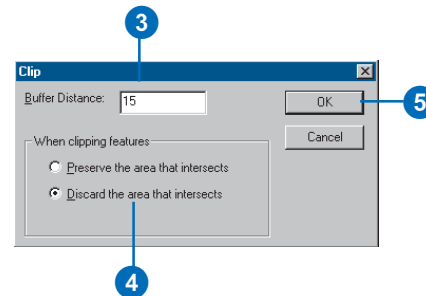 3
Clip
Buffer Distance: 15
OK
5
Cancel
When clipping features
Preserve the area that intersects
Discard the area that intersects
4